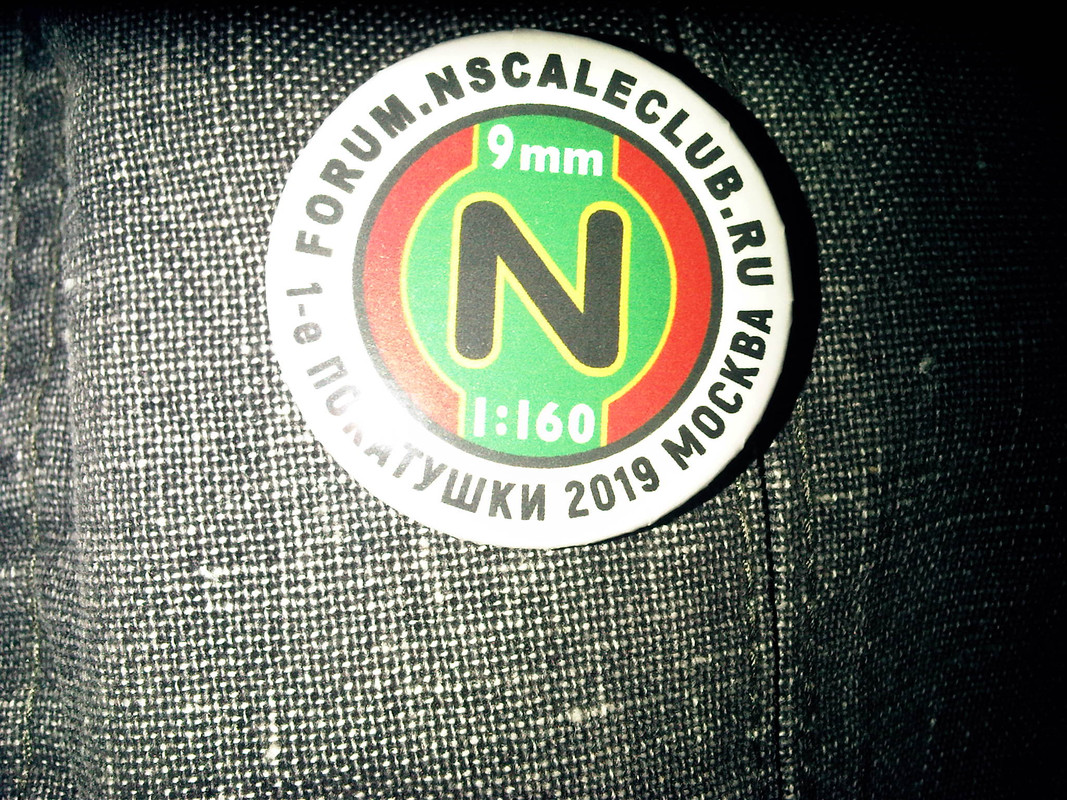 FORUM.NSCALECLUB.RU
9mm
N
1:160
1-е ПОКАТУШКИ 2019 МОСКВА